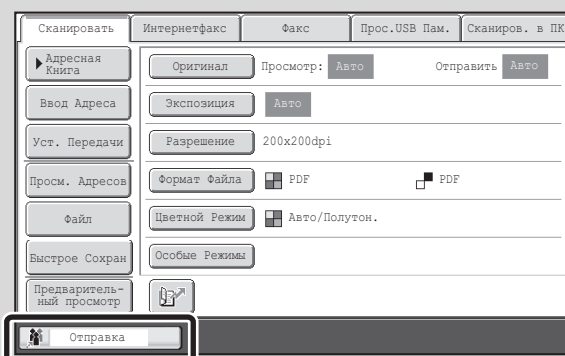 Сканировать Интернетфакс Факс Прос.USB Пам. Сканиров. в ПК
Адресная
Книга
Оригинал Просмотр: Авто Отправить Авто
Ввод Адреса Экспозиция Авто
Уст. Передачи Разрешение 200x200dpi
Просм. Адресов Формат Файла PDF PDF
Файл Цветной Режим Авто/Полутон.
Быстрое Сохран Особые Режимы
Предваритель-
ный просмотр
Отправка